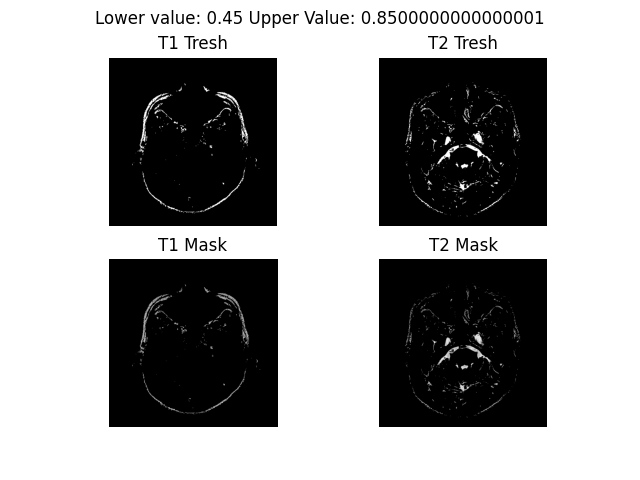 Lower value: 0.45 Upper Value: 0.8500000000000001
T1 Tresh
T2 Tresh
T1 Mask
T2 Mask